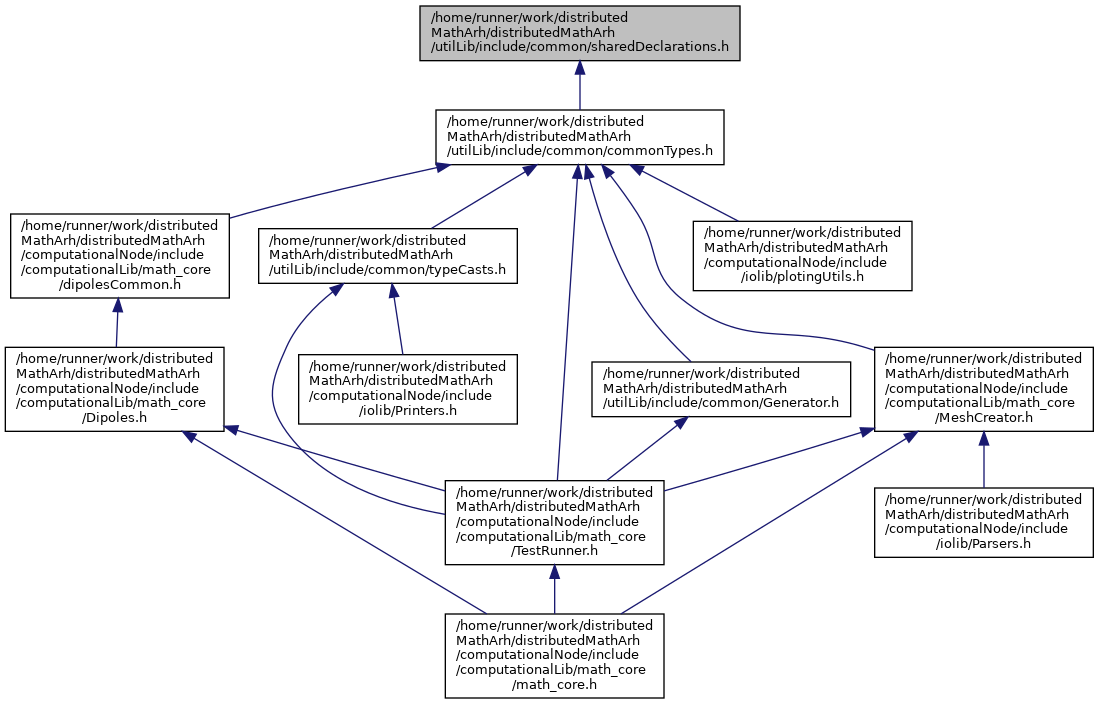 /home/runner/work/distributed
MathArh/distributedMathArh
/utilLib/include/common/sharedDeclarations.h
/home/runner/work/distributed
MathArh/distributedMathArh
/utilLib/include/common/commonTypes.h
/home/runner/work/distributed
MathArh/distributedMathArh
/computationalNode/include
/computationalLib/math_core
/dipolesCommon.h
/home/runner/work/distributed
MathArh/distributedMathArh
/utilLib/include/common/typeCasts.h
/home/runner/work/distributed
MathArh/distributedMathArh
/computationalNode/include
/iolib/plotingUtils.h
/home/runner/work/distributed
MathArh/distributedMathArh
/computationalNode/include
/computationalLib/math_core
/Dipoles.h
/home/runner/work/distributed
MathArh/distributedMathArh
/computationalNode/include
/iolib/Printers.h
/home/runner/work/distributed
MathArh/distributedMathArh
/utilLib/include/common/Generator.h
/home/runner/work/distributed
MathArh/distributedMathArh
/computationalNode/include
/computationalLib/math_core
/MeshCreator.h
/home/runner/work/distributed
MathArh/distributedMathArh
/computationalNode/include
/computationalLib/math_core
/TestRunner.h
/home/runner/work/distributed
MathArh/distributedMathArh
/computationalNode/include
/iolib/Parsers.h
/home/runner/work/distributed
MathArh/distributedMathArh
/computationalNode/include
/computationalLib/math_core
/math_core.h